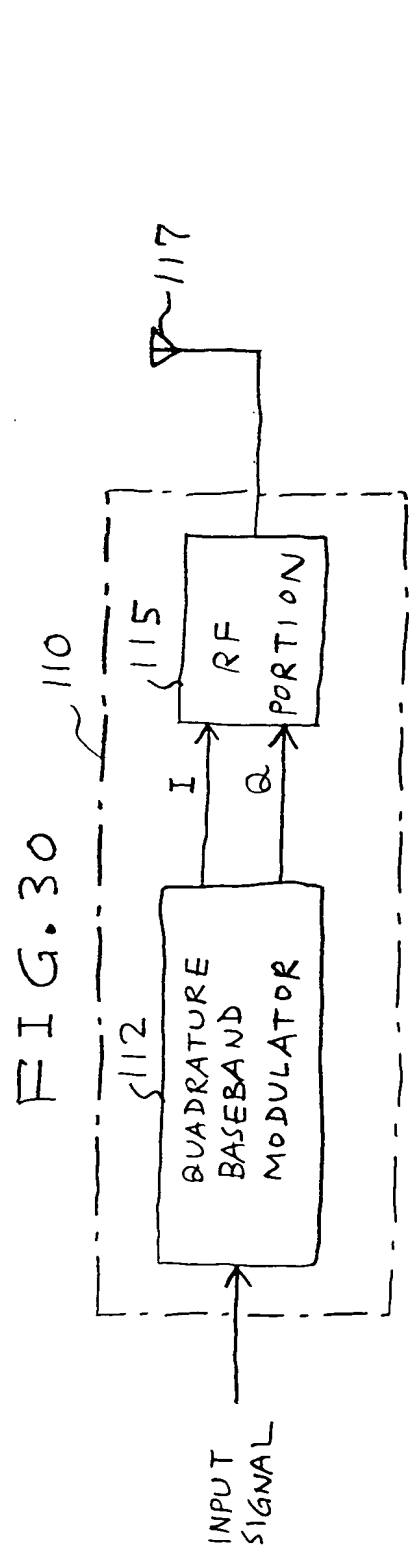 FIG.30
110
112
QUADRATURE
BASEBAND
MODULATOR
I
Q
115
RF
PORTION
117
INPUT
SIGNAL